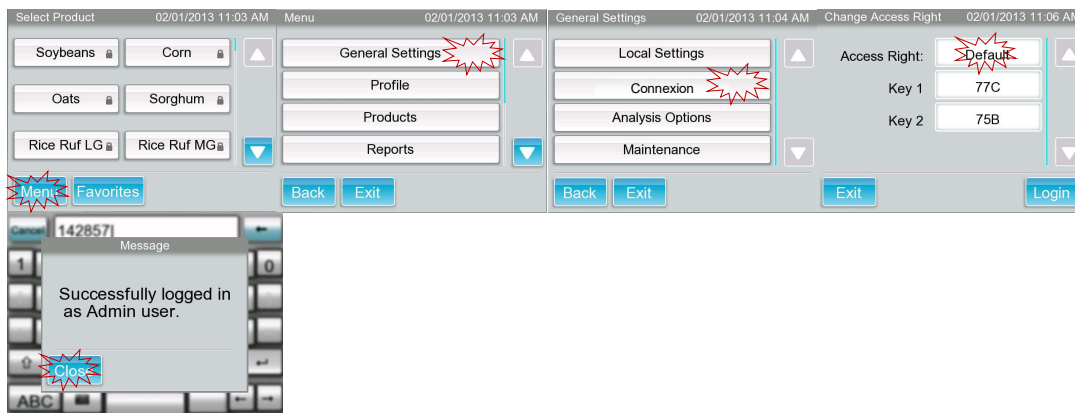 Select Product 02/01/2013 11:03 AM
Soybeans Corn
Oats Sorghum
Rice Ruf LG Rice Ruf MG
Menu Favorites
Menu 02/01/2013 11:03 AM
General Settings
Profile
Products
Reports
Back Exit
General Settings 02/01/2013 11:04 AM
Local Settings
Connexion
Analysis Options
Maintenance
Back Exit
Change Access Right 02/01/2013 11:06 AM
Access Right: Default
Key 1 77C
Key 2 75B
Exit Login
Cancel 142857
Message
1 0
Successfully logged in
as Admin user.
Close
ABC